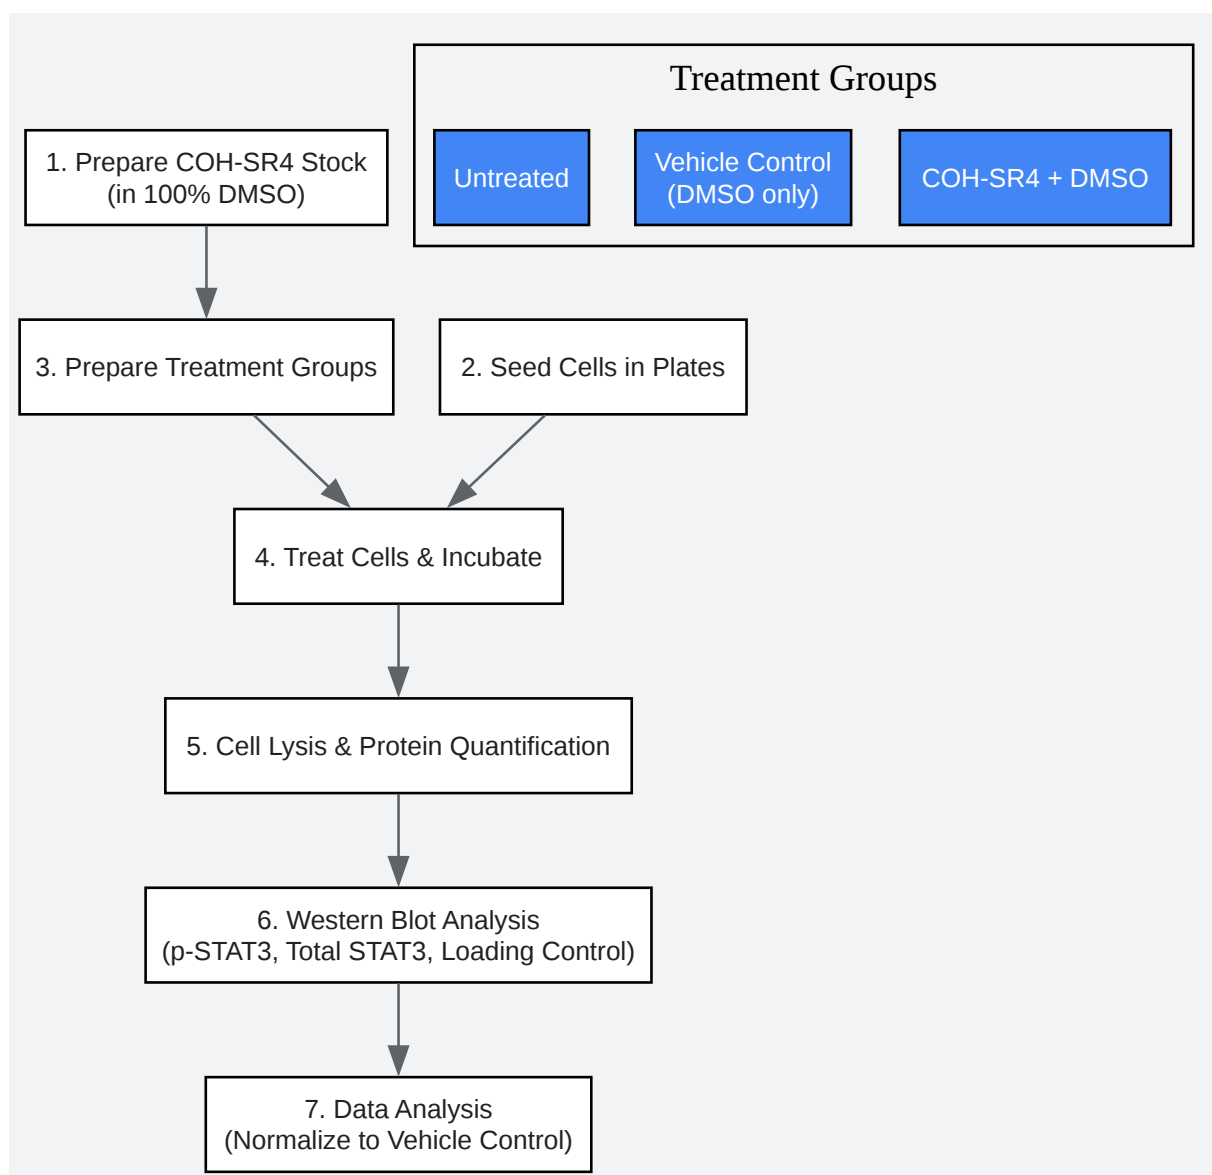 Treatment Groups
1. Prepare COH-SR4 Stock
(in 100% DMSO)
Untreated
Vehicle Control
(DMSO only)
COH-SR4 + DMSO
3. Prepare Treatment Groups
2. Seed Cells in Plates
4. Treat Cells & Incubate
5. Cell Lysis & Protein Quantification
6. Western Blot Analysis
(p-STAT3, Total STAT3, Loading Control)
7. Data Analysis
(Normalize to Vehicle Control)